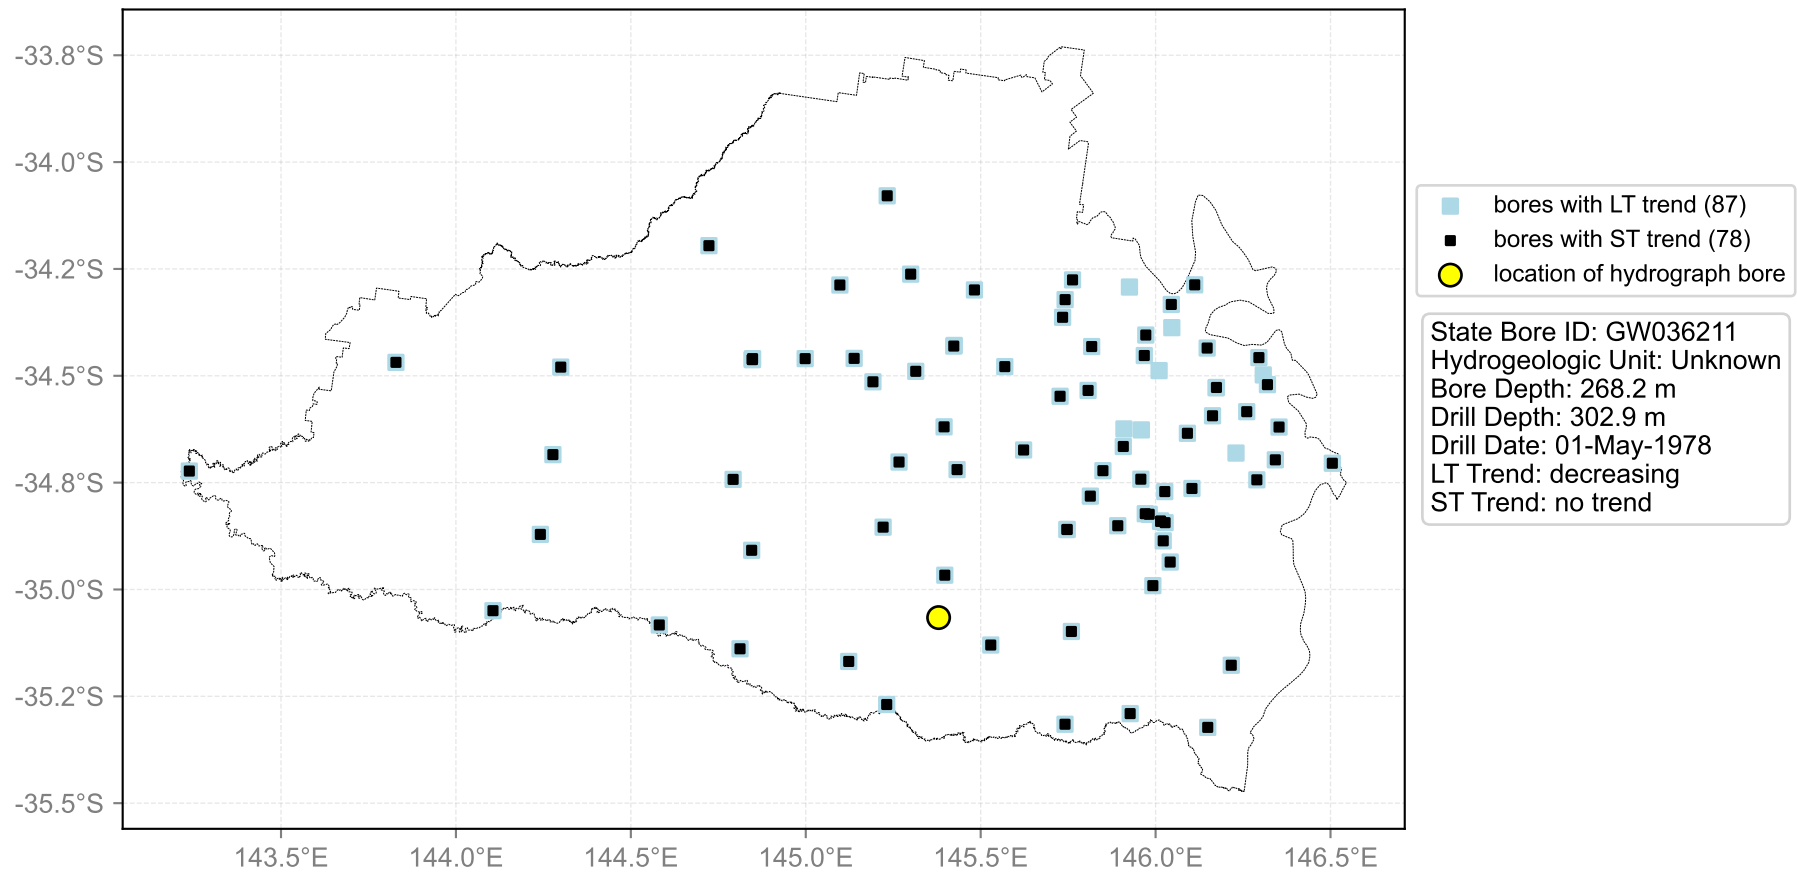 -33.8°S
-34.0°S
-34.2°S
-34.5°S
-34.8°S
-35.0°S
-35.2°S
-35.5°S
143.5°E
144.0°E
144.5°E
145.0°E
145.5°E
146.0°E
146.5°E
bores with LT trend (87)
bores with ST trend (78)
location of hydrograph bore
State Bore ID: GW036211
Hydrogeologic Unit: Unknown
Bore Depth: 268.2 m
Drill Depth: 302.9 m
Drill Date: 01-May-1978
LT Trend: decreasing
ST Trend: no trend